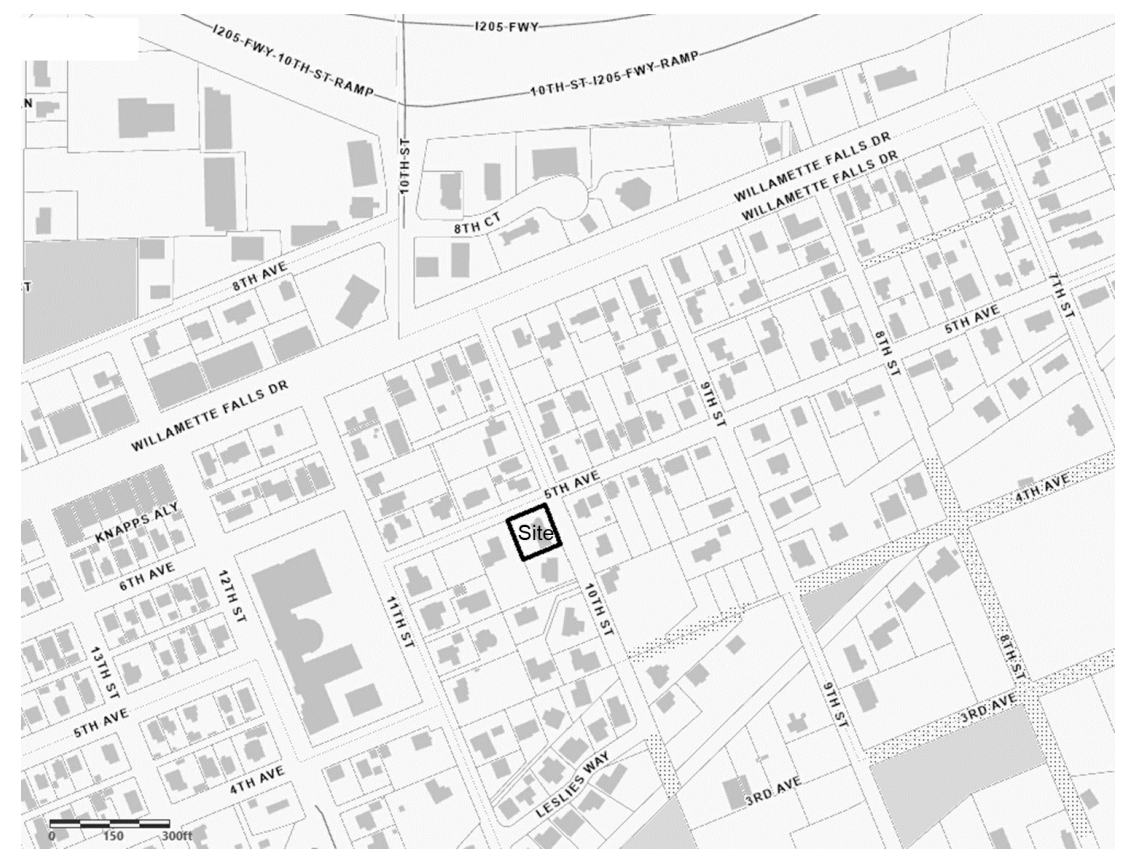 I205-FWY
I205-FWY-10TH-ST-RAMP
10TH-ST-I205-FWY-RAMP
N
10TH-ST
WILLAMETTE FALLS DR
WILLAMETTE FALLS DR
8TH CT
8TH AVE
T
7TH ST
5TH AVE
8TH ST
9TH ST
WILLAMETTE FALLS DR
5TH AVE
4TH AVE
KNAPPS ALY
Site
6TH AVE
12TH ST
11TH ST
10TH ST
13TH ST
8TH ST
9TH ST
3RD AVE
5TH AVE
4TH AVE
LESLIES WAY
3RD AVE
0 150 300ft